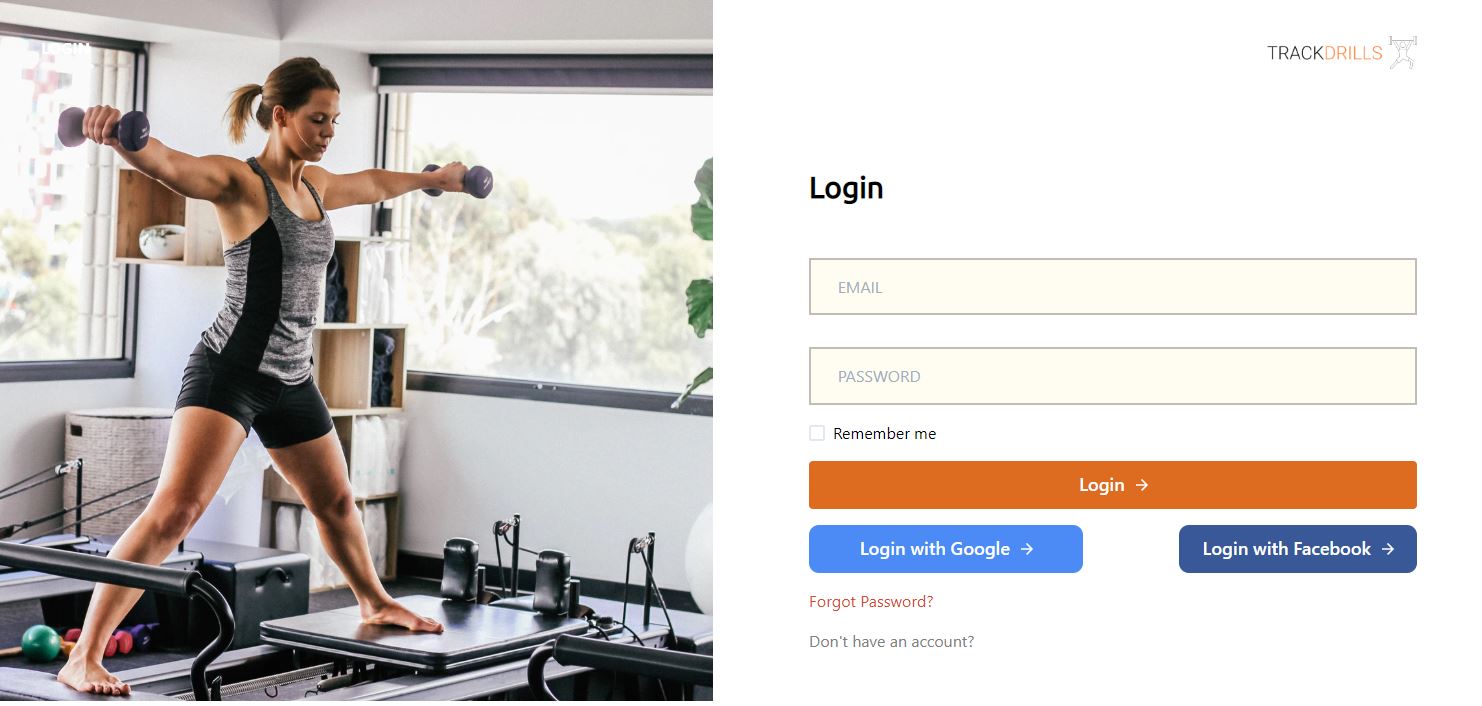 LOGIN
TRACKDRILLS
Login
EMAIL
PASSWORD
Remember me
Login →
Login with Google →
Login with Facebook →
Forgot Password?
Don't have an account?